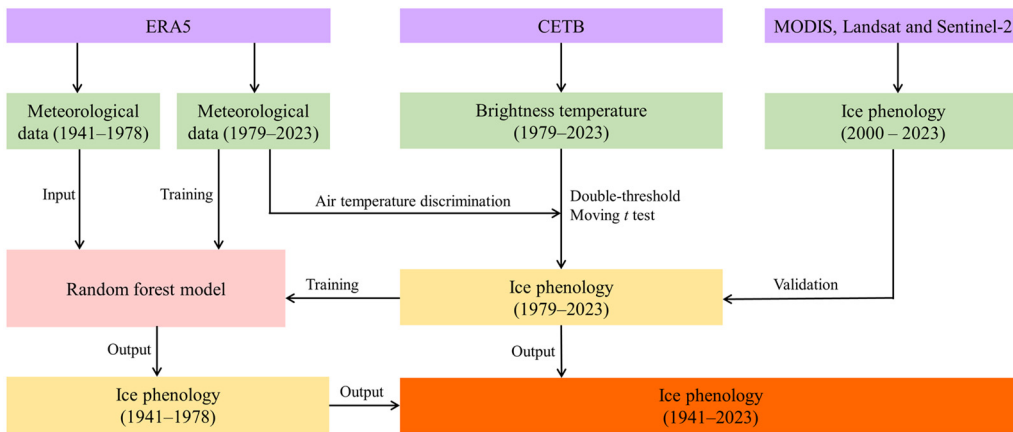 ERA5
CETB
MODIS, Landsat and Sentinel-2
Meteorological
data (1941–1978)
Meteorological
data (1979–2023)
Brightness temperature
(1979–2023)
Ice phenology
(2000 – 2023)
Input
Training
Air temperature discrimination
Double-threshold
Moving t test
Random forest model
Training
Ice phenology
(1979–2023)
Validation
Output
Output
Ice phenology
(1941–1978)
Output
Ice phenology
(1941–2023)